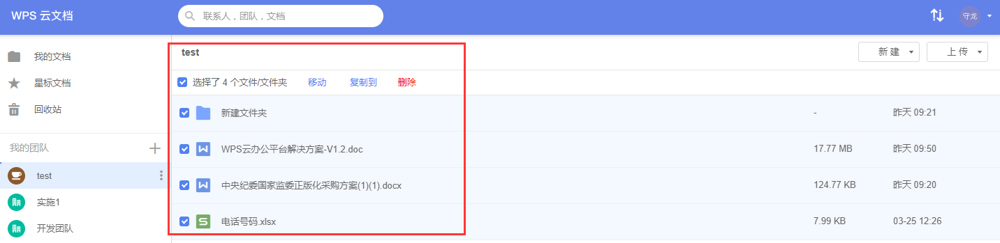 WPS 云文档
联系人，团队，文档
守龙
我的文档
星标文档
回收站
我的团队
test
实施1
开发团队
test
新建
上传
选择了 4 个文件/文件夹 移动 复制到 删除
新建文件夹 - 昨天 09:21
WPS云办公平台解决方案-V1.2.doc 17.77 MB 昨天 09:50
中央纪委国家监委正版化采购方案(1)(1).docx 124.77 KB 昨天 09:20
电话号码.xlsx 7.99 KB 03-25 12:26